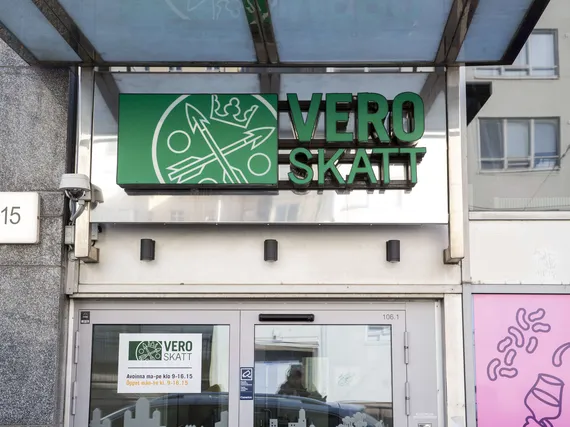 VERO
SKATT
15
108.1
VERO
SKATT
Avoinna ma-pe klo 9-16.15
Öppet mån-fre kl. 9-16.15